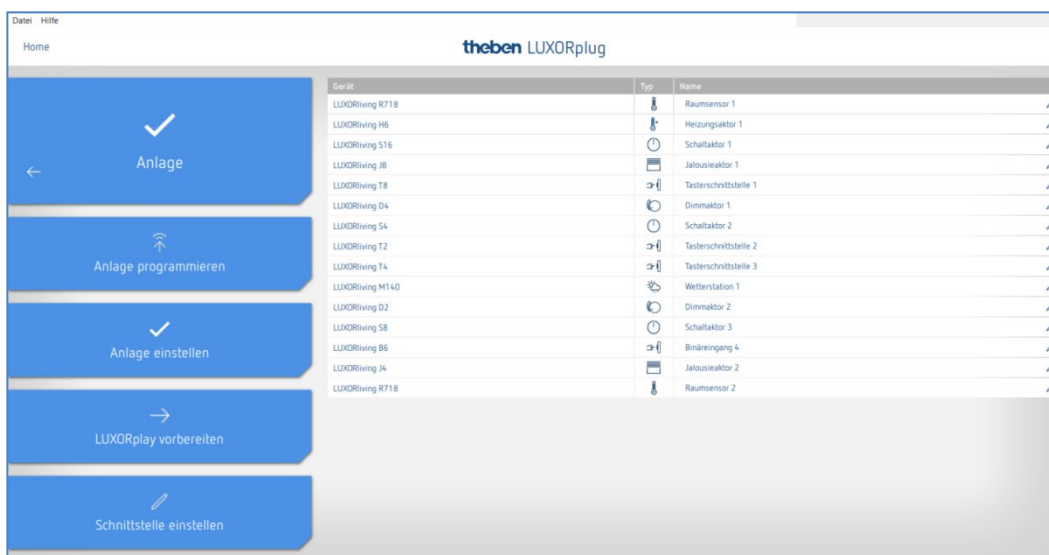 Datei Hilfe
Home
theben LUXORplug
Anlage
Anlage programmieren
Anlage einstellen
LUXORplay vorbereiten
Schnittstelle einstellen
Gerät Typ Name
LUXORliving R718 Raumsensor 1
LUXORliving H6 Heizungsaktor 1
LUXORliving S16 Schaltaktor 1
LUXORliving J8 Jalousieaktor 1
LUXORliving T8 Tasterschnittstelle 1
LUXORliving D4 Dimmaktor 1
LUXORliving S4 Schaltaktor 2
LUXORliving T2 Tasterschnittstelle 2
LUXORliving T4 Tasterschnittstelle 3
LUXORliving M140 Wetterstation 1
LUXORliving D2 Dimmaktor 2
LUXORliving S8 Schaltaktor 3
LUXORliving B6 Binäreingang 4
LUXORliving J4 Jalousieaktor 2
LUXORliving R718 Raumsensor 2